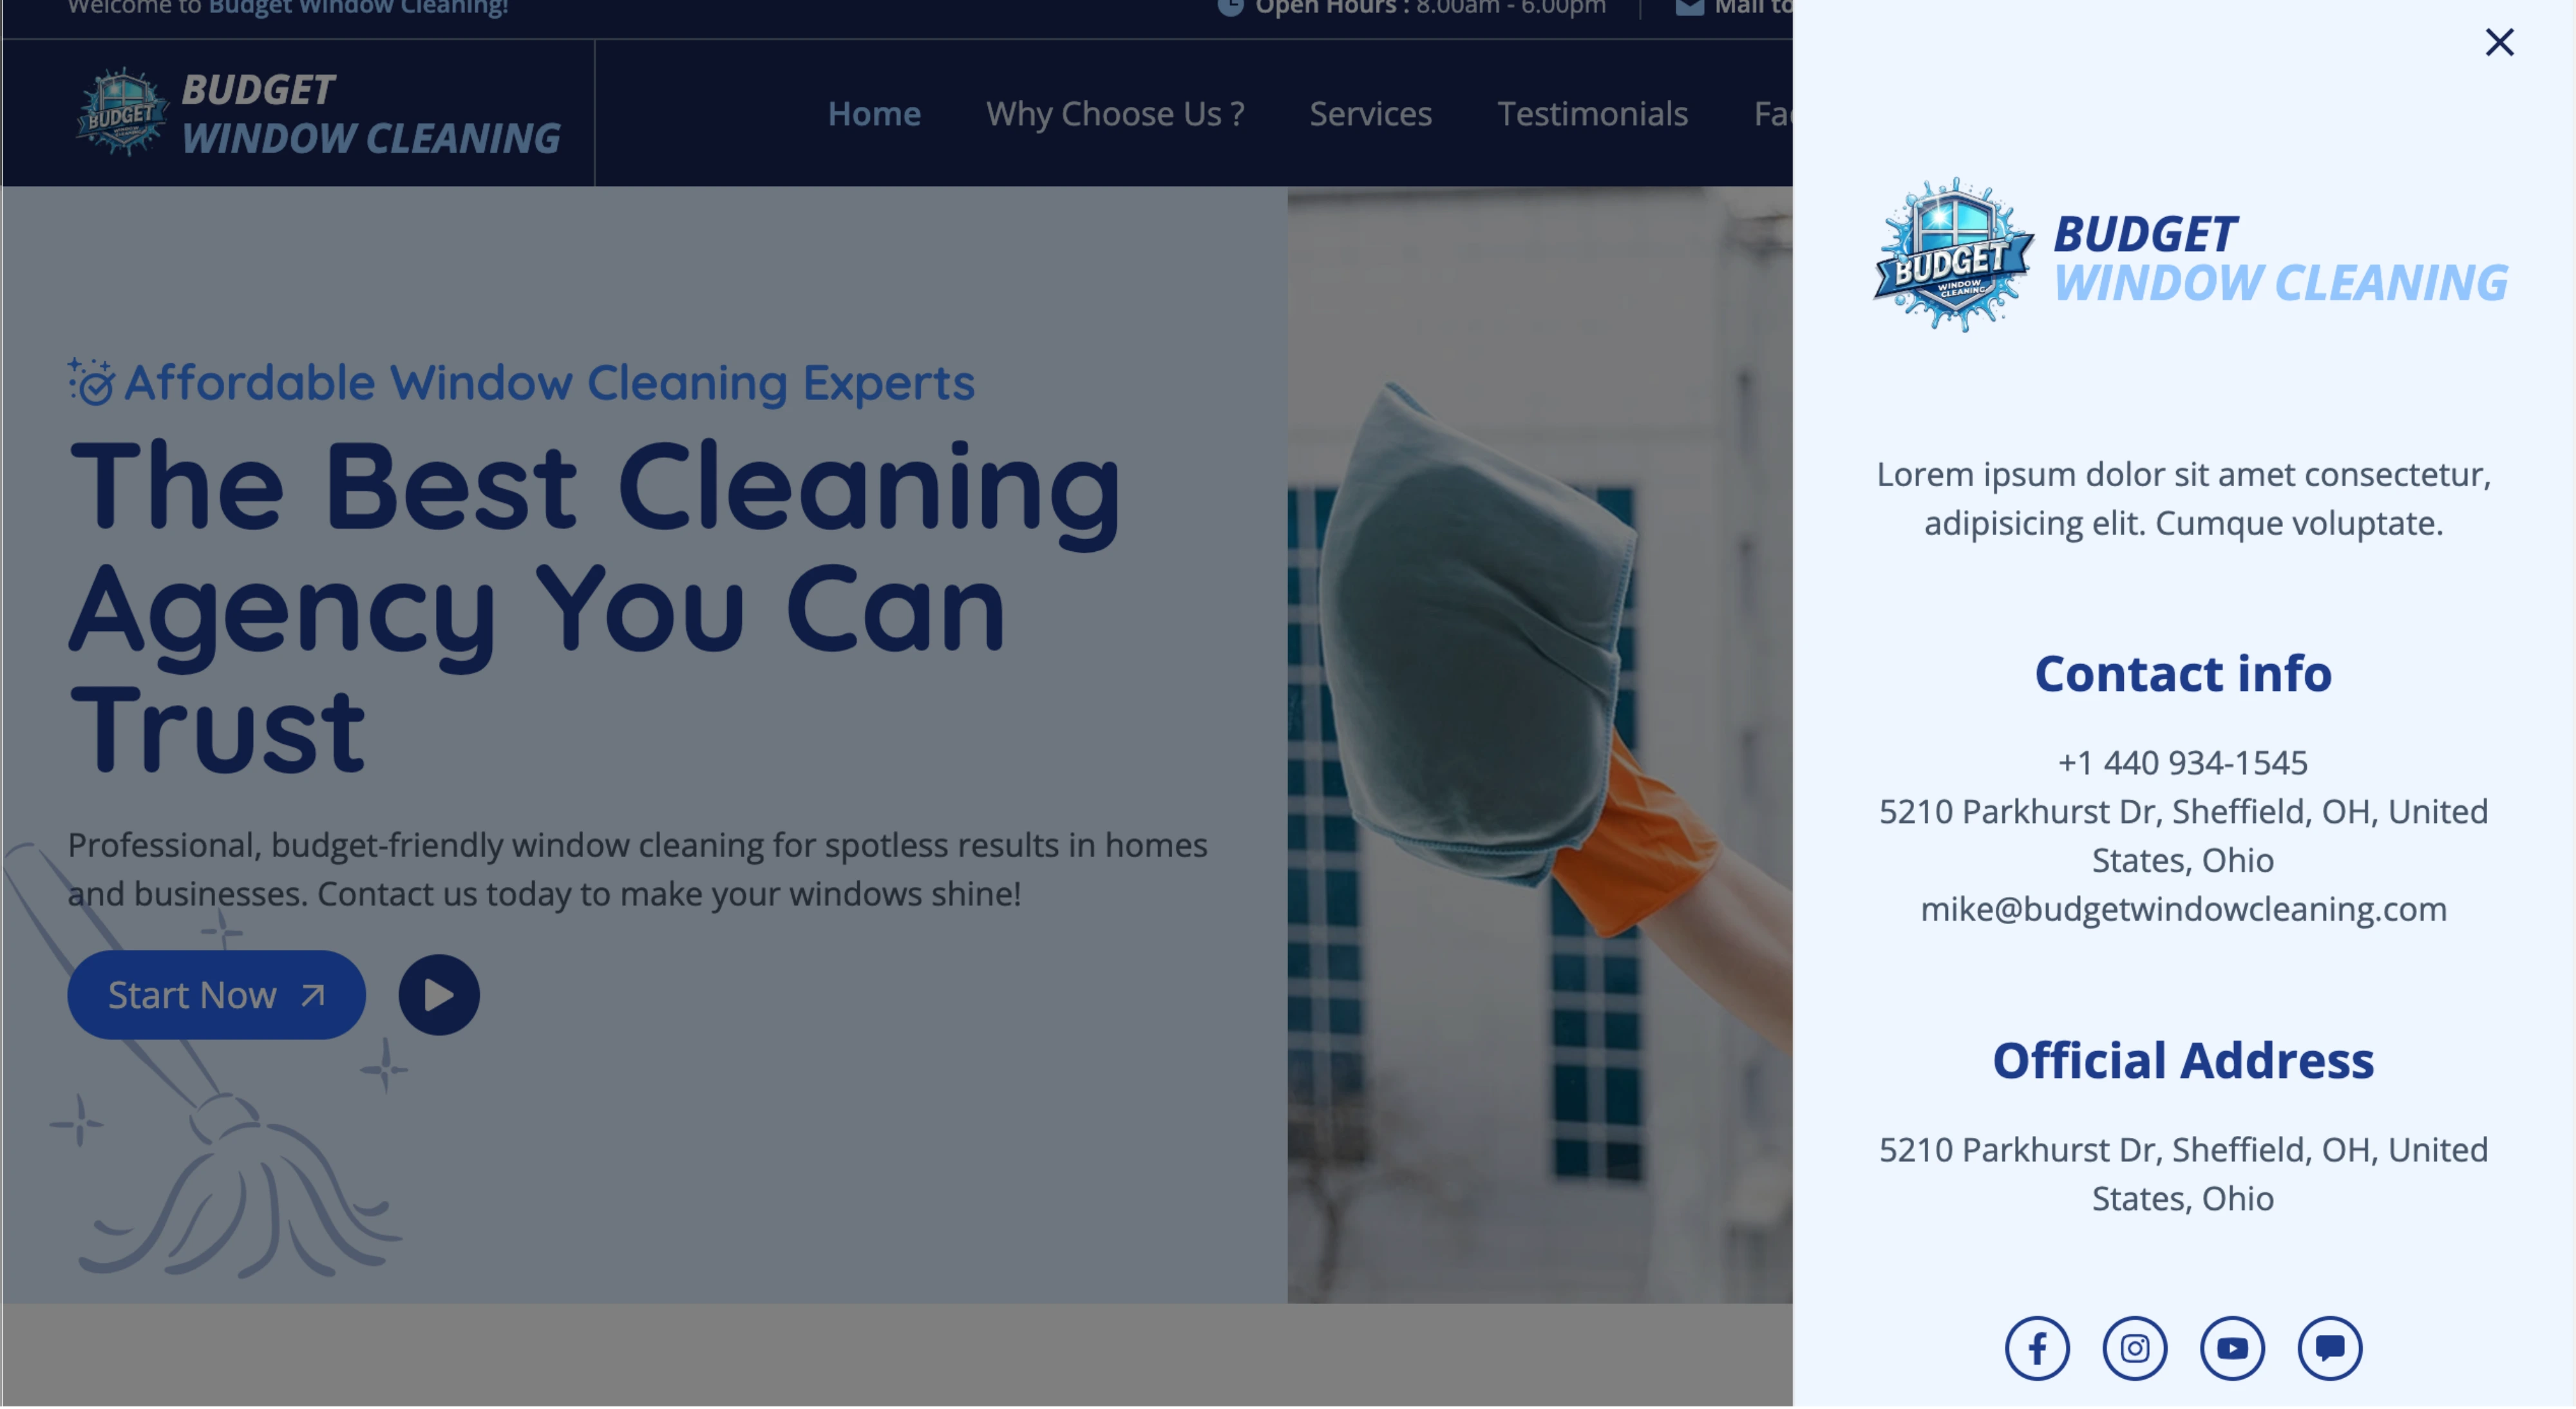 Welcome to Budget Window Cleaning!
Open Hours : 8.00am - 6.00pm
Mail to
BUDGET
WINDOW CLEANING
BUDGET
Home
Why Choose Us ?
Services
Testimonials
Affordable Window Cleaning Experts
The Best Cleaning
Agency You Can
Trust
Professional, budget-friendly window cleaning for spotless results in homes
and businesses. Contact us today to make your windows shine!
Start Now
BUDGET
WINDOW
CLEANING
BUDGET
WINDOW CLEANING
Lorem ipsum dolor sit amet consectetur,
adipisicing elit. Cumque voluptate.
Contact info
+1 440 934-1545
5210 Parkhurst Dr, Sheffield, OH, United
States, Ohio
mike@budgetwindowcleaning.com
Official Address
5210 Parkhurst Dr, Sheffield, OH, United
States, Ohio